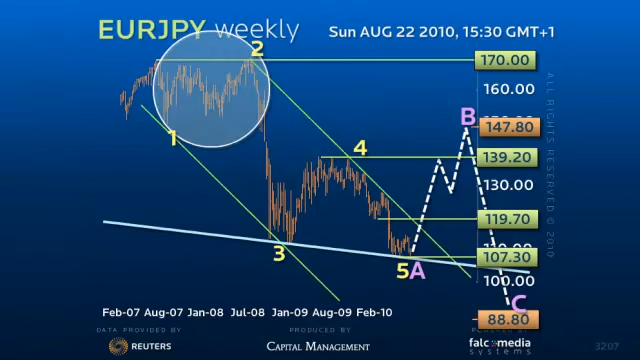 EURJPY weekly
Sun AUG 22 2010, 15:30 GMT+1
2
170.00
160.00
B
147.80
1
4
139.20
130.00
119.70
3
5A
107.30
100.00
C
88.80
Feb-07 Aug-07 Jan-08 Jul-08 Jan-09 Aug-09 Feb-10
ALL RIGHTS RESERVED © 2010
DATA PROVIDED BY
PRODUCED BY
REUTERS
CAPITAL MANAGEMENT
falc media
systems
3207